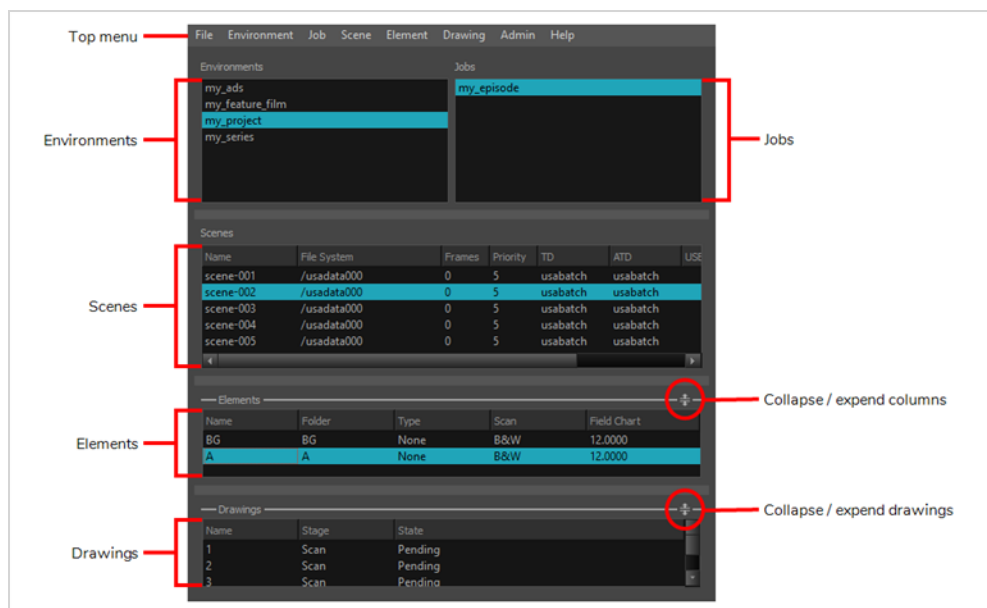 Top menu
File Environment Job Scene Element Drawing Admin Help
Environments Jobs
my_ads my_episode
my_feature_film
my_project
my_series
Environments
Jobs
Scenes
Name File System Frames Priority TD ATD USE
scene-001 /usadata000 0 5 usabatch usabatch
scene-002 /usadata000 0 5 usabatch usabatch
scene-003 /usadata000 0 5 usabatch usabatch
scene-004 /usadata000 0 5 usabatch usabatch
scene-005 /usadata000 0 5 usabatch usabatch
Scenes
Elements
Collapse / expend columns
Name Folder Type Scan Field Chart
BG BG None B&W 12.0000
A A None B&W 12.0000
Elements
Drawings
Collapse / expend drawings
Name Stage State
1 Scan Pending
2 Scan Pending
3 Scan Pending
Drawings